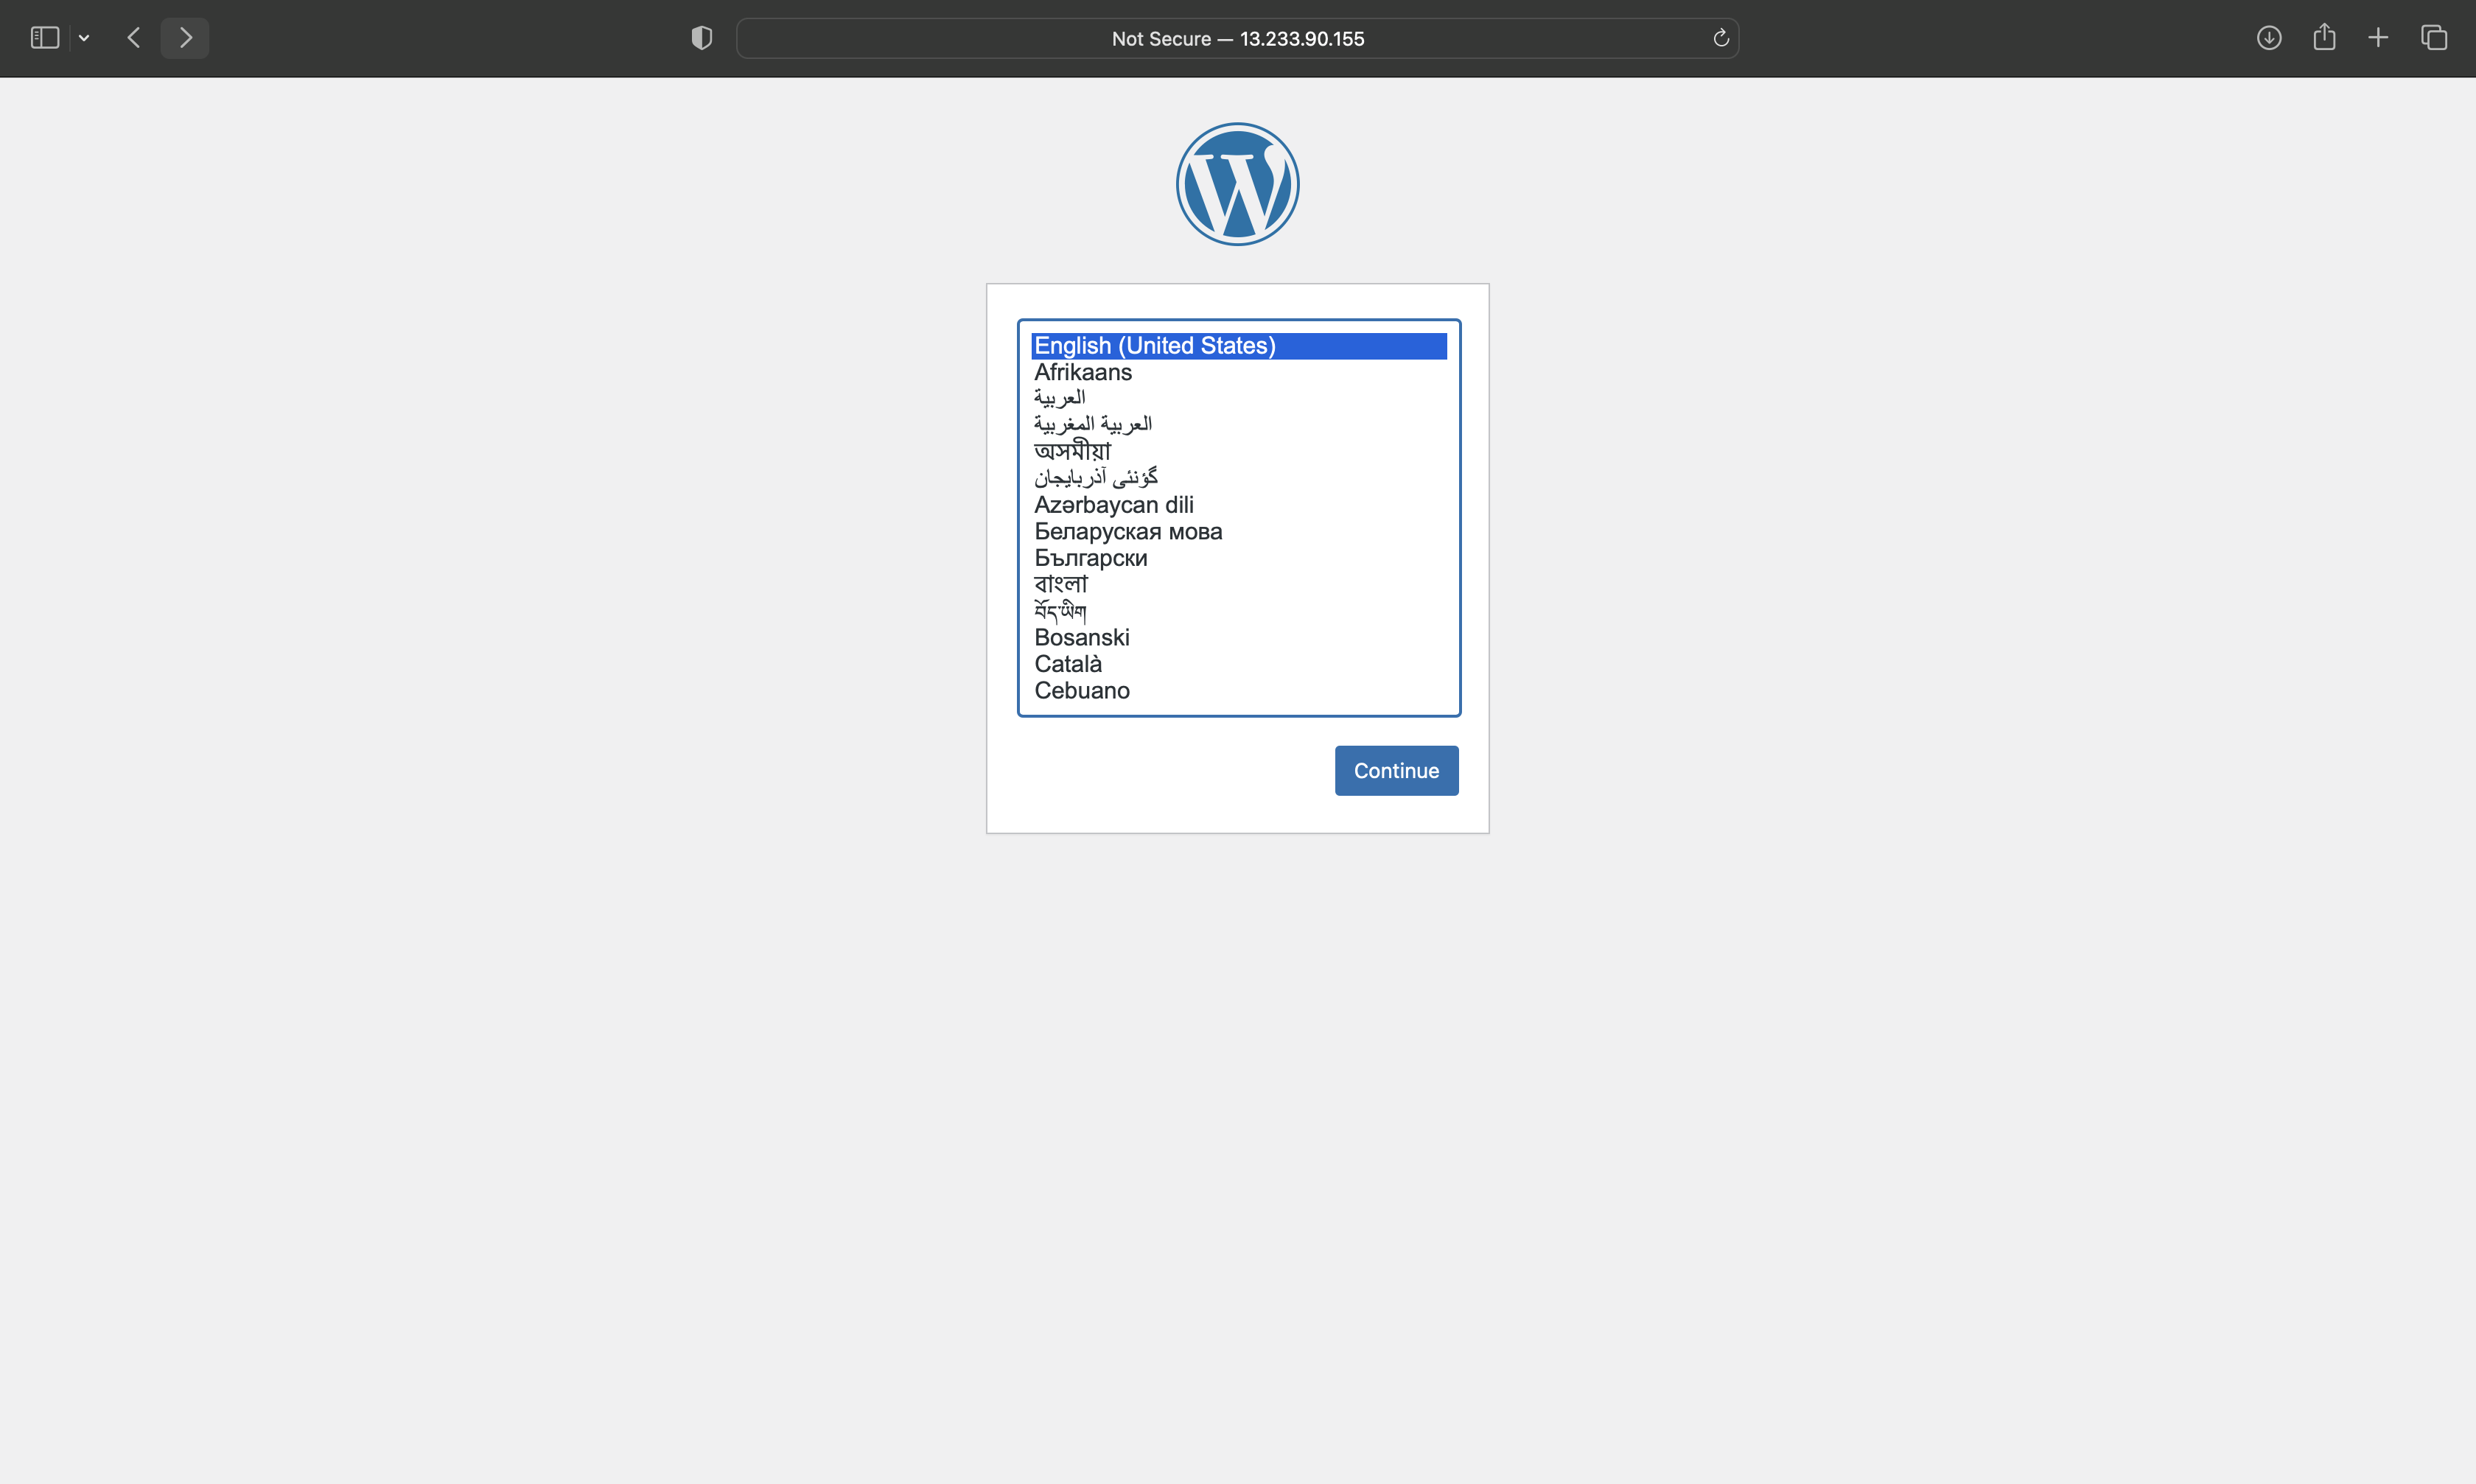 Not Secure — 13.233.90.155
English (United States)
Afrikaans
العربية
العربية المغربية
অসমীয়া
گؤنئی آذربایجان
Azərbaycan dili
Беларуская мова
Български
বাংলা
བོད་ཡིག
Bosanski
Català
Cebuano
Continue